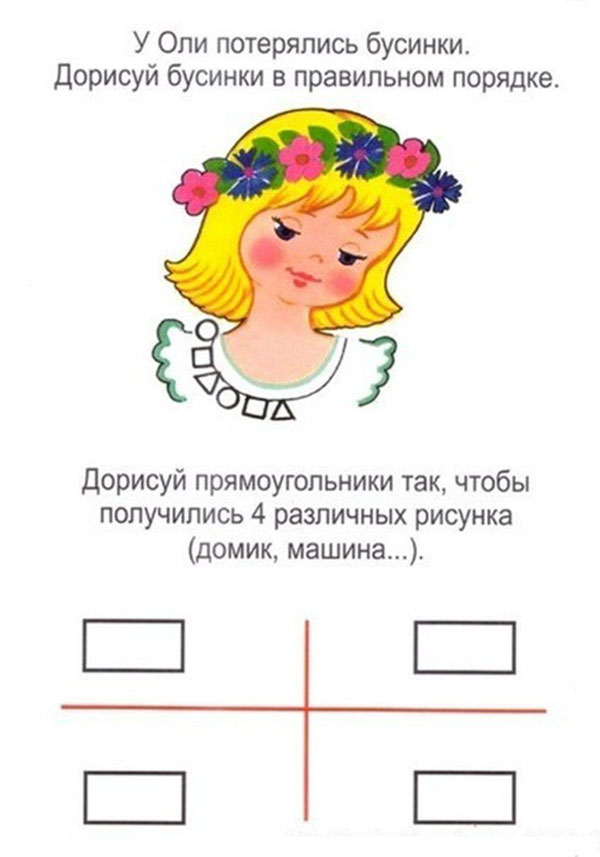 У Оли потерялись бусинки.
Дорисуй бусинки в правильном порядке.
Дорисуй прямоугольники так, чтобы
получились 4 различных рисунка
(домик, машина...).